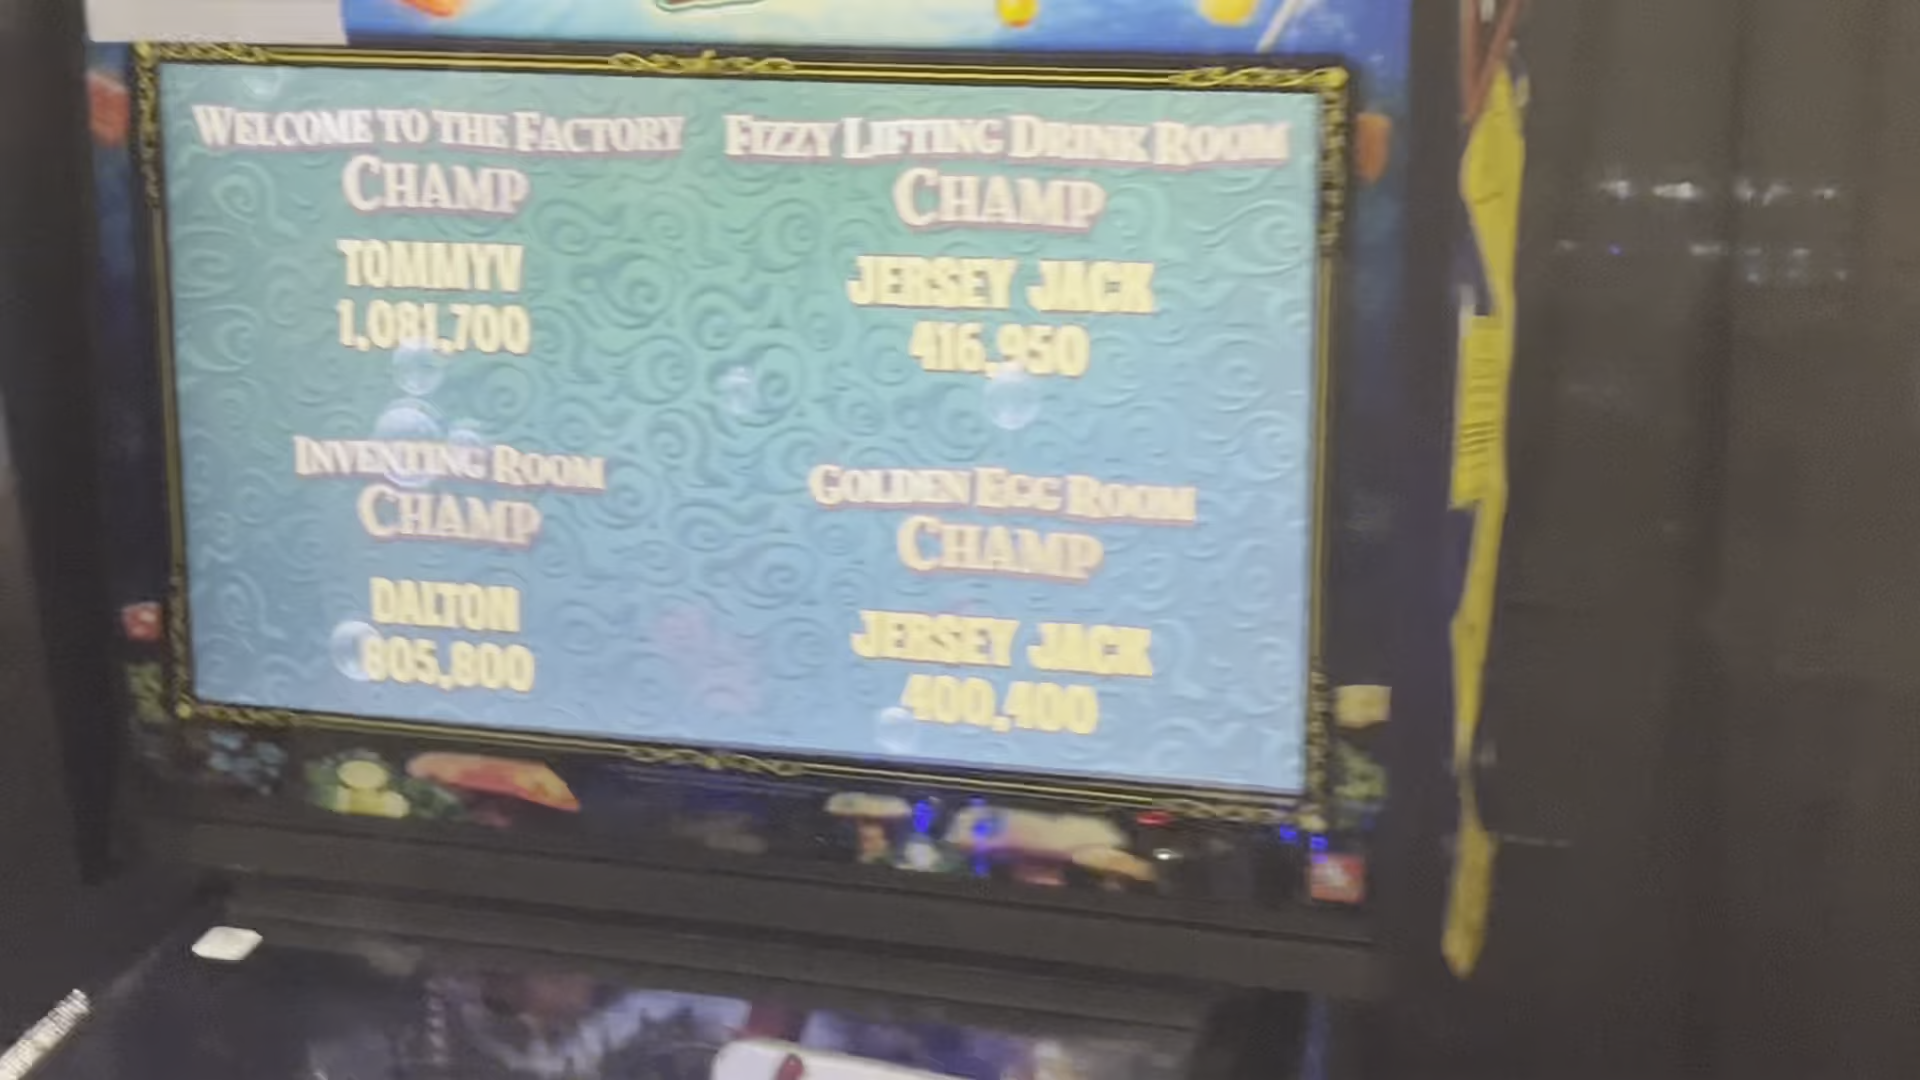 WELCOME TO THE FACTORY
CHAMP
TOMMYV
1,081,700
FIZZY LIFTING DRINK ROOM
CHAMP
JERSEY JACK
416,950
INVENTING ROOM
CHAMP
DALTON
805,800
GOLDEN EGG ROOM
CHAMP
JERSEY JACK
400,400